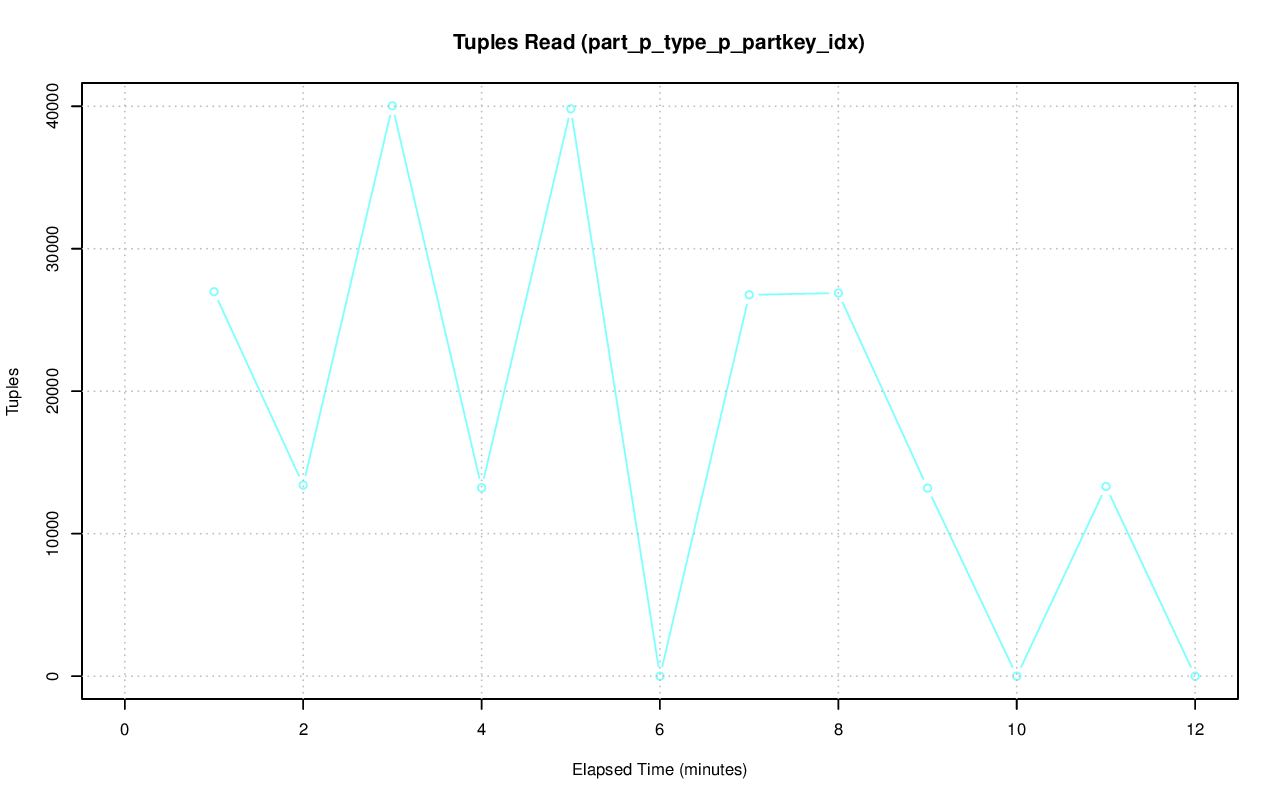 Tuples Read (part_p_type_p_partkey_idx)
40000
30000
20000
10000
0
Tuples
0 2 4 6 8 10 12
Elapsed Time (minutes)